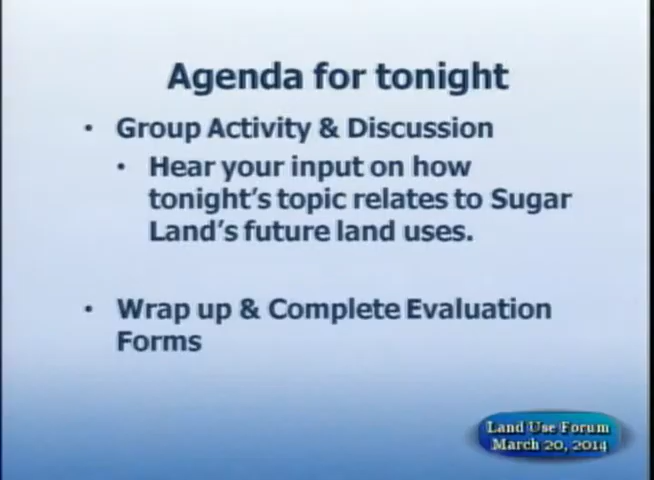 Agenda for tonight
• Group Activity & Discussion
• Hear your input on how
tonight's topic relates to Sugar
Land's future land uses.
• Wrap up & Complete Evaluation
Forms
Land Use Forum
March 20, 2014